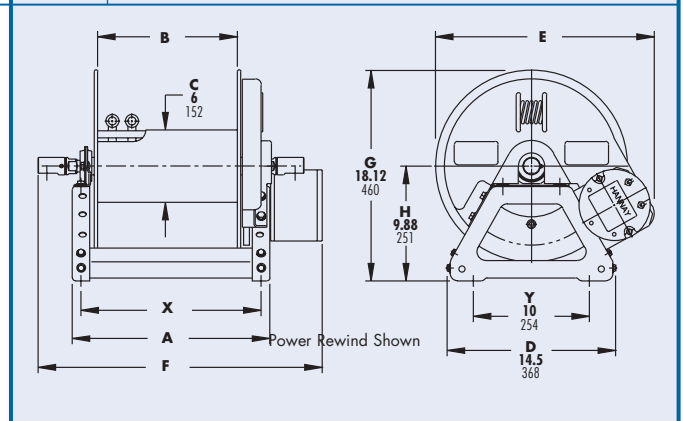 B
E
C
6
152
G
18.12
460
H
9.88
251
HANNAY
X
Y
10
254
A
Power Rewind Shown
D
14.5
368
F